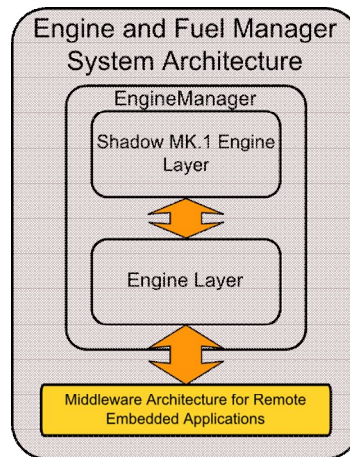 Engine and Fuel Manager
System Architecture
EngineManager
Shadow MK.1 Engine
Layer
Engine Layer
Middleware Architecture for Remote
Embedded Applications